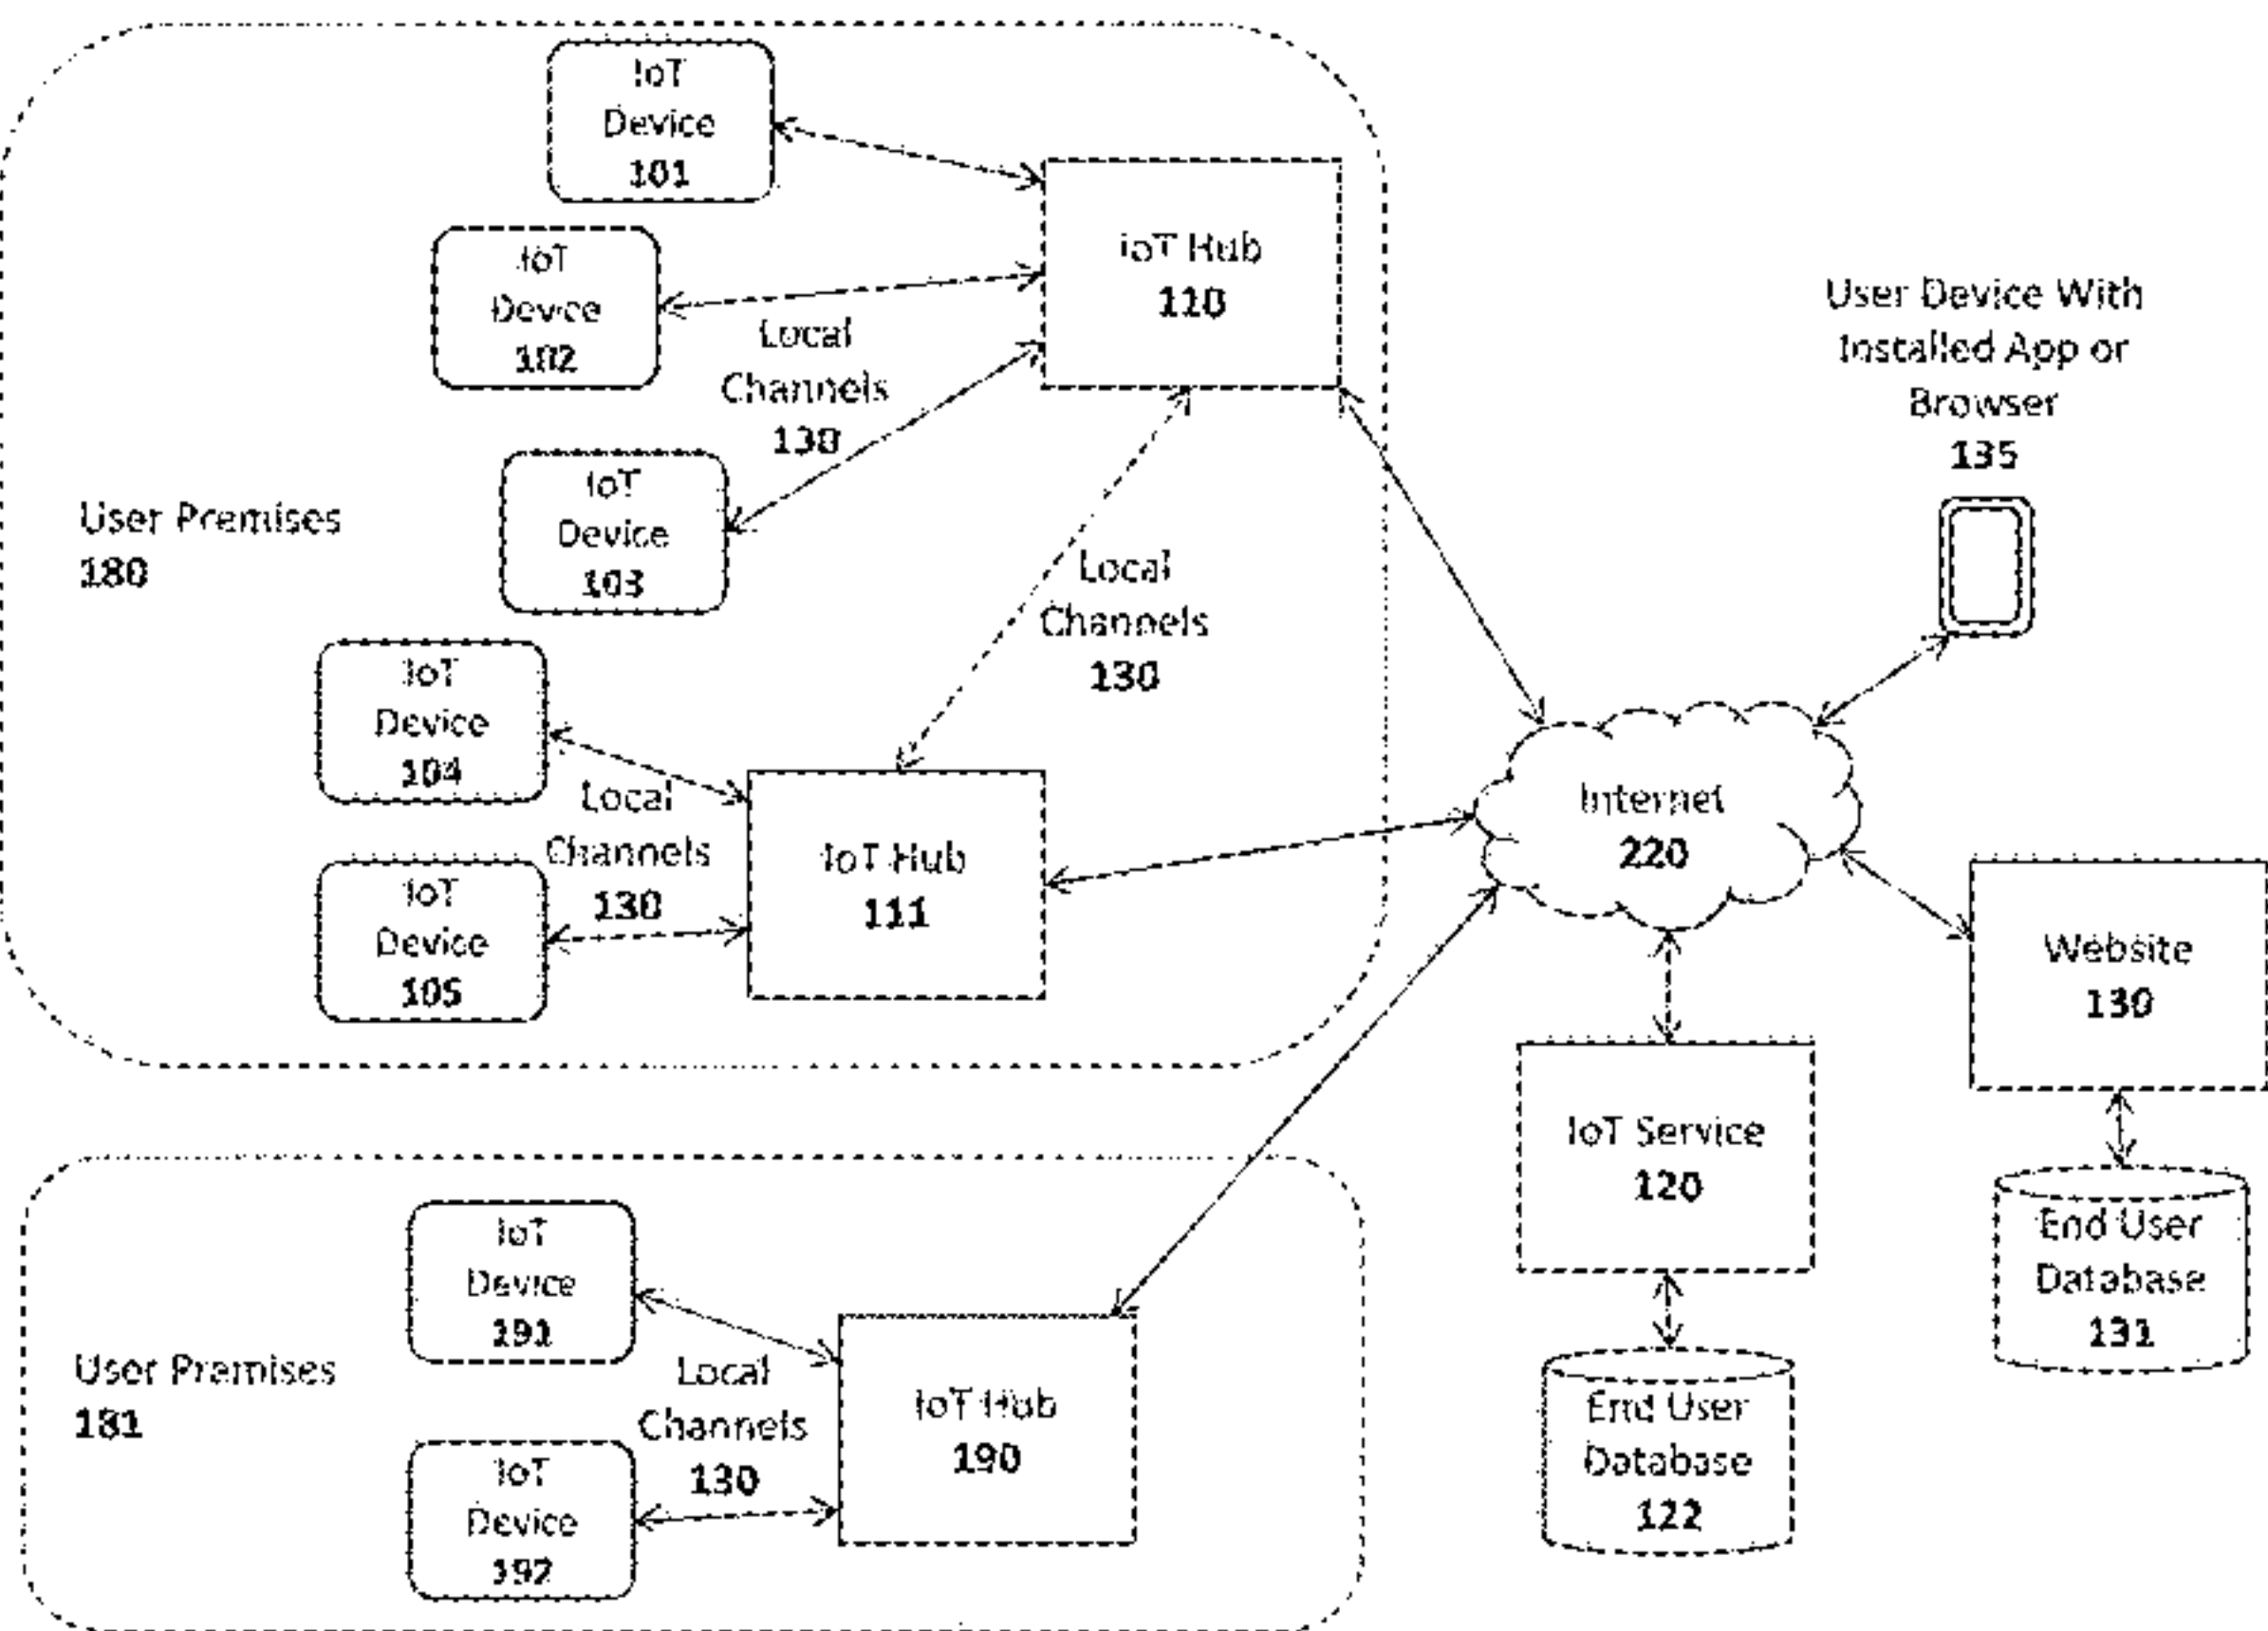 IoT
Device
101
IoT
Device
102
Local
Channels
130
IoT
Device
103
IoT Hub
110
User Premises
180
Local
Channels
130
IoT
Device
104
IoT
Device
105
Local
Channels
130
IoT Hub
111
User Device With
Installed App or
Browser
135
Internet
220
Website
130
End User
Database
131
IoT Service
120
End User
Database
122
User Premises
181
IoT
Device
191
IoT
Device
192
Local
Channels
130
IoT Hub
190